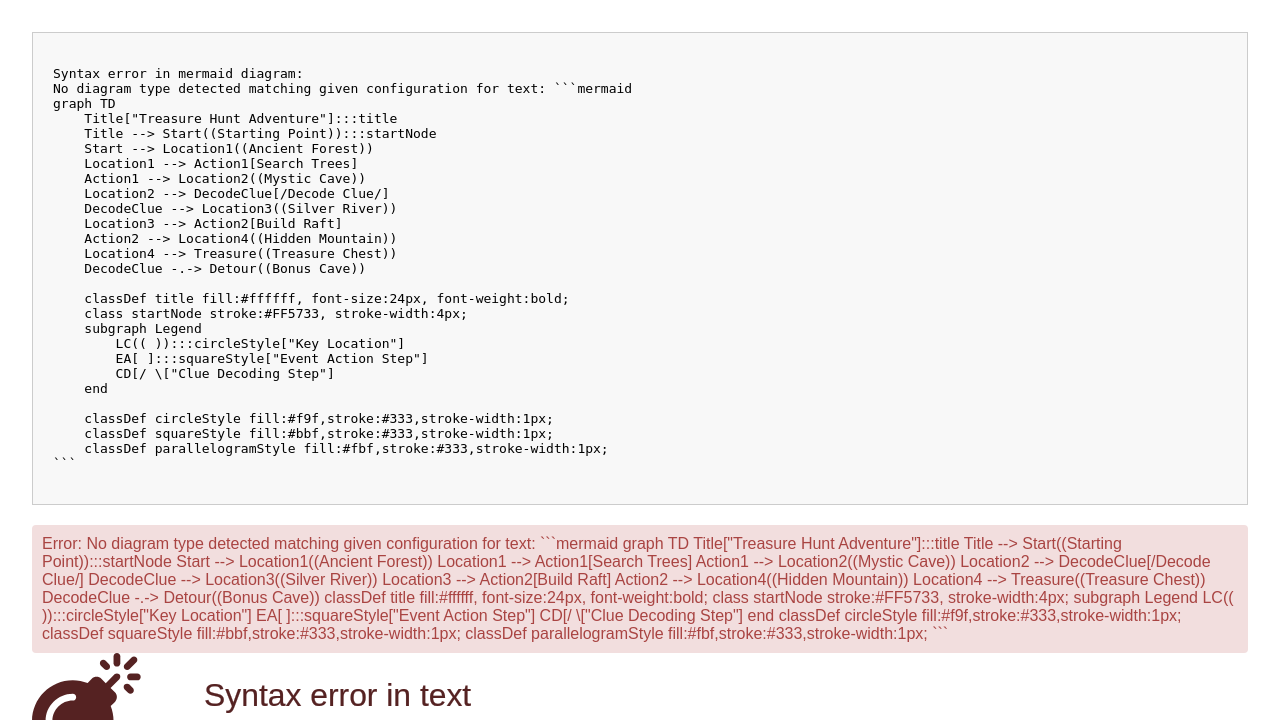 Syntax error in mermaid diagram:
No diagram type detected matching given configuration for text: ```mermaid
graph TD
    Title["Treasure Hunt Adventure"]:::title
    Title --> Start((Starting Point)):::startNode
    Start --> Location1((Ancient Forest))
    Location1 --> Action1[Search Trees]
    Action1 --> Location2((Mystic Cave))
    Location2 --> DecodeClue[/Decode Clue/]
    DecodeClue --> Location3((Silver River))
    Location3 --> Action2[Build Raft]
    Action2 --> Location4((Hidden Mountain))
    Location4 --> Treasure((Treasure Chest))
    DecodeClue -.-> Detour((Bonus Cave))
    classDef title fill:#ffffff, font-size:24px, font-weight:bold;
    class startNode stroke:#FF5733, stroke-width:4px;
    subgraph Legend
        LC(( )):::circleStyle["Key Location"]
        EA[ ]:::squareStyle["Event Action Step"]
        CD[/ \["Clue Decoding Step"]
    end
    classDef circleStyle fill:#f9f,stroke:#333,stroke-width:1px;
    classDef squareStyle fill:#bbf,stroke:#333,stroke-width:1px;
    classDef parallelogramStyle fill:#fbf,stroke:#333,stroke-width:1px;
```
Error: No diagram type detected matching given configuration for text: ```mermaid graph TD Title["Treasure Hunt Adventure"]:::title Title --> Start((Starting
Point)):::startNode Start --> Location1((Ancient Forest)) Location1 --> Action1[Search Trees] Action1 --> Location2((Mystic Cave)) Location2 --> DecodeClue[/Decode
Clue/] DecodeClue --> Location3((Silver River)) Location3 --> Action2[Build Raft] Action2 --> Location4((Hidden Mountain)) Location4 --> Treasure((Treasure Chest))
DecodeClue -.-> Detour((Bonus Cave)) classDef title fill:#ffffff, font-size:24px, font-weight:bold; class startNode stroke:#FF5733, stroke-width:4px; subgraph Legend LC((
)):::circleStyle["Key Location"] EA[ ]:::squareStyle["Event Action Step"] CD[/ \["Clue Decoding Step"] end classDef circleStyle fill:#f9f,stroke:#333,stroke-width:1px;
classDef squareStyle fill:#bbf,stroke:#333,stroke-width:1px; classDef parallelogramStyle fill:#fbf,stroke:#333,stroke-width:1px; ```
Syntax error in text